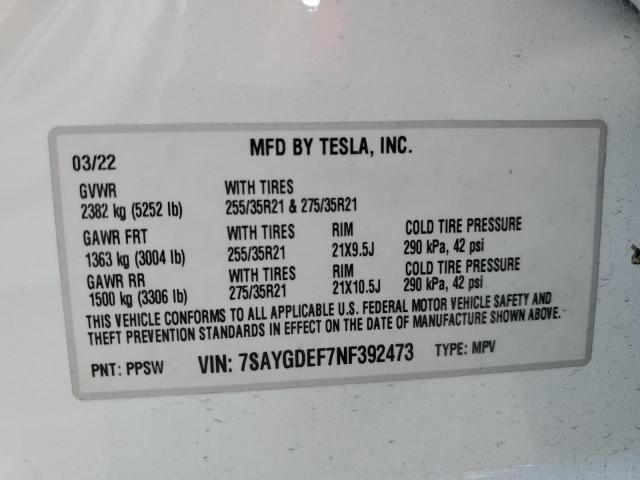 MFD BY TESLA, INC.
03/22
GVWR WITH TIRES
2382 kg (5252 lb) 255/35R21 & 275/35R21
GAWR FRT WITH TIRES RIM COLD TIRE PRESSURE
1363 kg (3004 lb) 255/35R21 21X9.5J 290 kPa, 42 psi
GAWR RR WITH TIRES RIM COLD TIRE PRESSURE
1500 kg (3306 lb) 275/35R21 21X10.5J 290 kPa, 42 psi
THIS VEHICLE CONFORMS TO ALL APPLICABLE U.S. FEDERAL MOTOR VEHICLE SAFETY AND
THEFT PREVENTION STANDARDS IN EFFECT ON THE DATE OF MANUFACTURE SHOWN ABOVE.
PNT: PPSW VIN: 7SAYGDEF7NF392473 TYPE: MPV